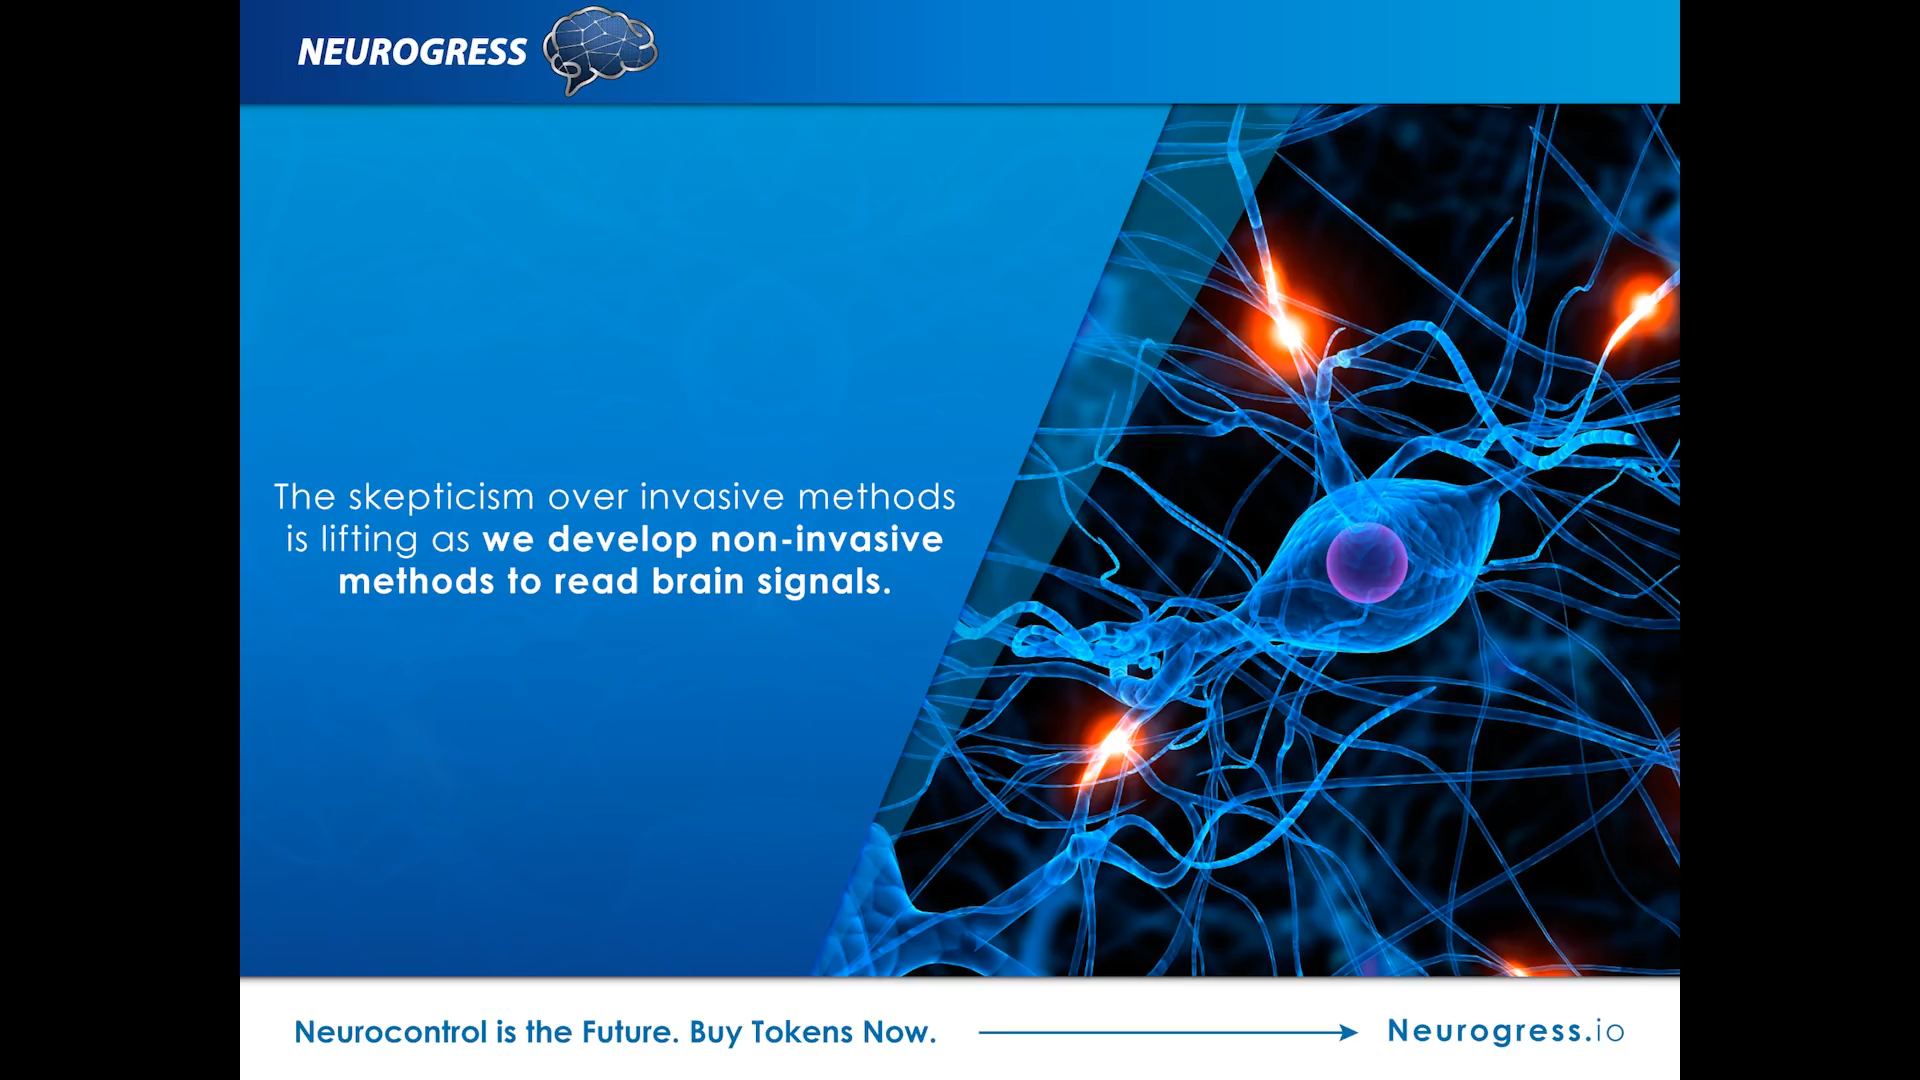 NEUROGRESS
The skepticism over invasive methods
is lifting as we develop non-invasive
methods to read brain signals.
Neurocontrol is the Future. Buy Tokens Now.
Neurogress.io